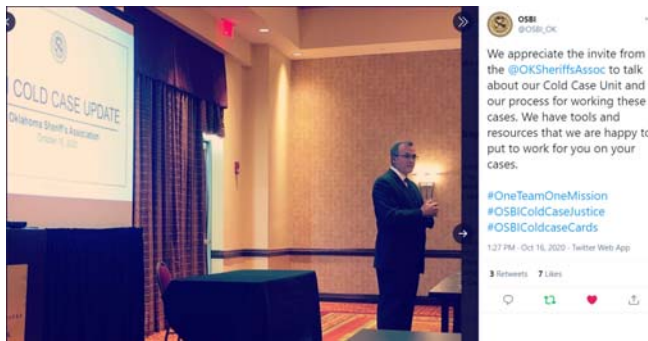 COLD CASE UPDATE
Oklahoma Sheriff's Association
October 16, 2020
OSBI
@OSBI_OK
We appreciate the invite from
the @OKSheriffsAssoc to talk
about our Cold Case Unit and
our process for working these
cases. We have tools and
resources that we are happy to
put to work for you on your
cases.
#OneTeamOneMission
#OSBIColdCaseJustice
#OSBIColdcaseCards
1:27 PM · Oct 16, 2020 · Twitter Web App
3 Retweets 7 Likes